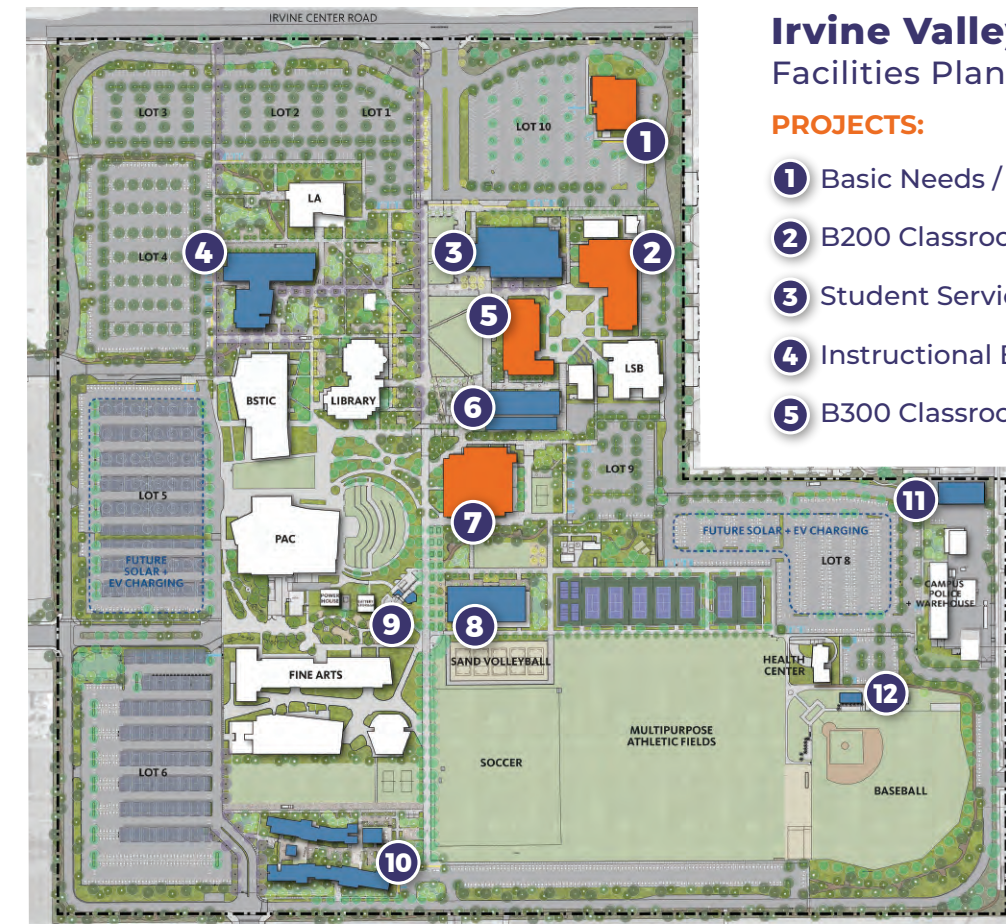 IRVINE CENTER ROAD
Irvine Valley
Facilities Plan
PROJECTS:
1 Basic Needs /
2 B200 Classroo
3 Student Servi
4 Instructional
5 B300 Classroo
LOT 3
LOT 2
LOT 1
LOT 10
1
LA
4
LOT 4
3
2
5
LSB
BSTIC
LIBRARY
6
LOT 9
LOT 5
7
11
FUTURE SOLAR + EV CHARGING
LOT 8
PAC
FUTURE
SOLAR +
EV CHARGING
CAMPUS
POLICE
+ WAREHOUSE
POWER
HOUSE
9
8
SAND VOLLEYBALL
HEALTH
CENTER
FINE ARTS
12
MULTIPURPOSE
ATHLETIC FIELDS
SOCCER
LOT 6
BASEBALL
10